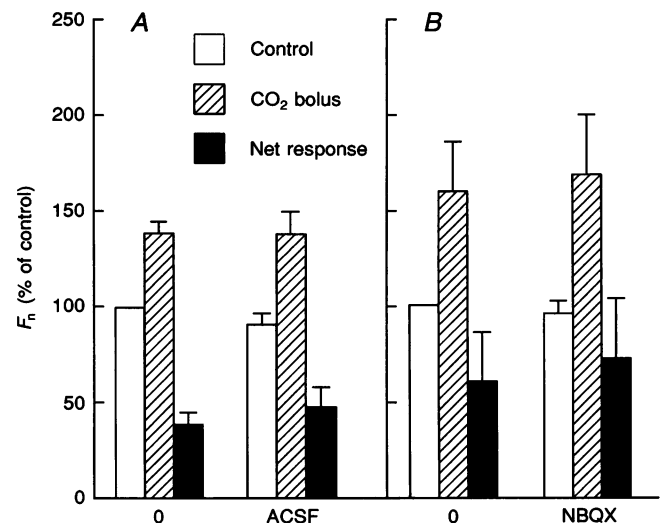 A
B
Control
CO₂ bolus
Net response
Fₙ (% of control)
250
200
150
100
50
0
0
ACSF
0
NBQX